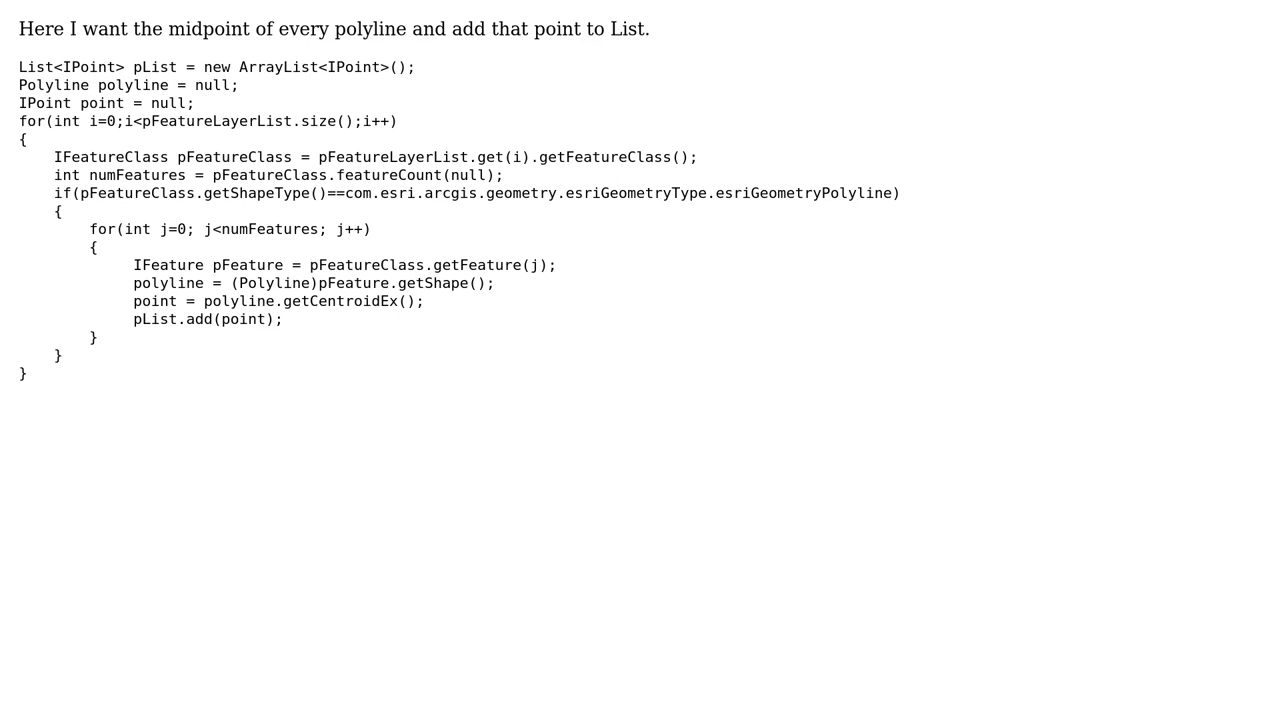 Here I want the midpoint of every polyline and add that point to List.
List<IPoint> pList = new ArrayList<IPoint>();
Polyline polyline = null;
IPoint point = null;
for(int i=0;i<pFeatureLayerList.size();i++)
{
    IFeatureClass pFeatureClass = pFeatureLayerList.get(i).getFeatureClass();
    int numFeatures = pFeatureClass.featureCount(null);
    if(pFeatureClass.getShapeType()==com.esri.arcgis.geometry.esriGeometryType.esriGeometryPolyline)
    {
        for(int j=0; j<numFeatures; j++)
        {
             IFeature pFeature = pFeatureClass.getFeature(j);
             polyline = (Polyline)pFeature.getShape();
             point = polyline.getCentroidEx();
             pList.add(point);
        }
    }
}